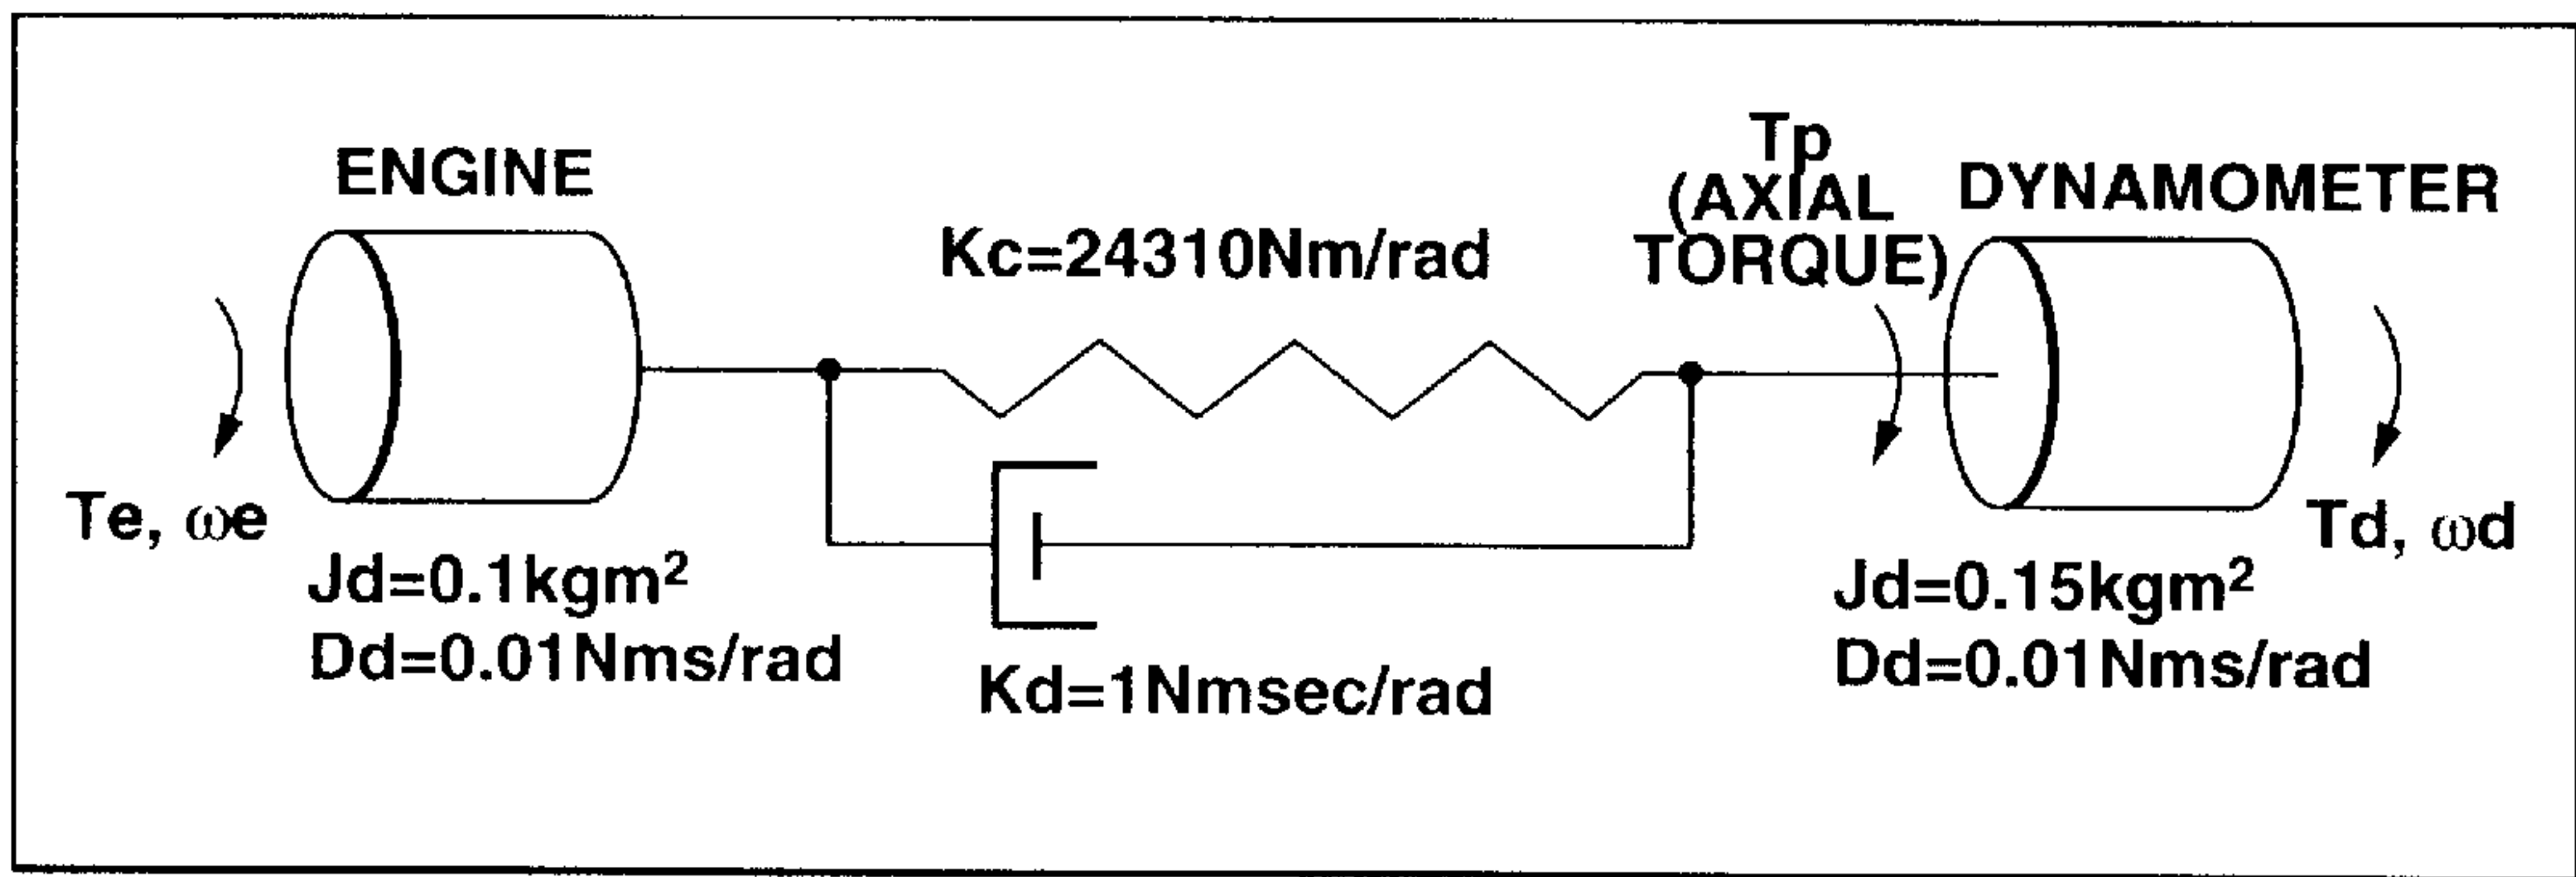 ENGINE
Te, ωe
Jd=0.1kgm²
Dd=0.01Nms/rad
Kc=24310Nm/rad
Kd=1Nmsec/rad
Tp
(AXIAL
TORQUE)
DYNAMOMETER
Td, ωd
Jd=0.15kgm²
Dd=0.01Nms/rad